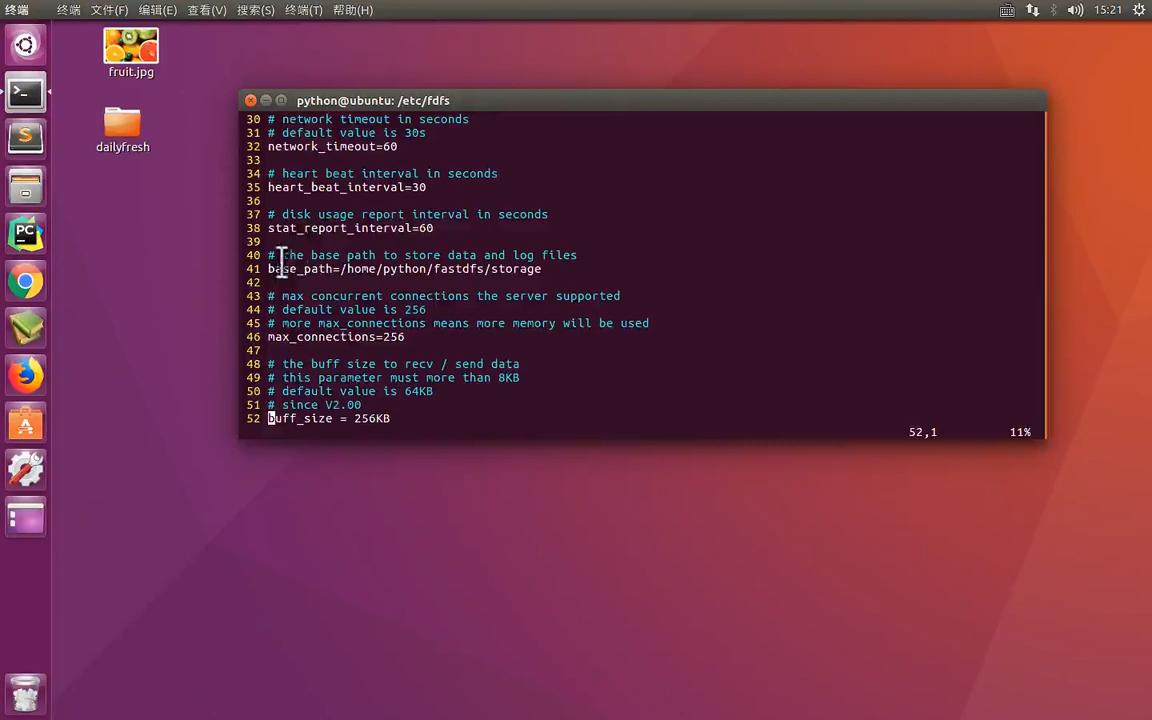 终端 终端 文件(F) 编辑(E) 查看(V) 搜索(S) 终端(T) 帮助(H) 15:21
fruit.jpg
dailyfresh
python@ubuntu: /etc/fdfs
30 # network timeout in seconds
31 # default value is 30s
32 network_timeout=60
33
34 # heart beat interval in seconds
35 heart_beat_interval=30
36
37 # disk usage report interval in seconds
38 stat_report_interval=60
39
40 # the base path to store data and log files
41 base_path=/home/python/fastdfs/storage
42
43 # max concurrent connections the server supported
44 # default value is 256
45 # more max_connections means more memory will be used
46 max_connections=256
47
48 # the buff size to recv / send data
49 # this parameter must more than 8KB
50 # default value is 64KB
51 # since V2.00
52 buff_size = 256KB
52,1 11%
PC